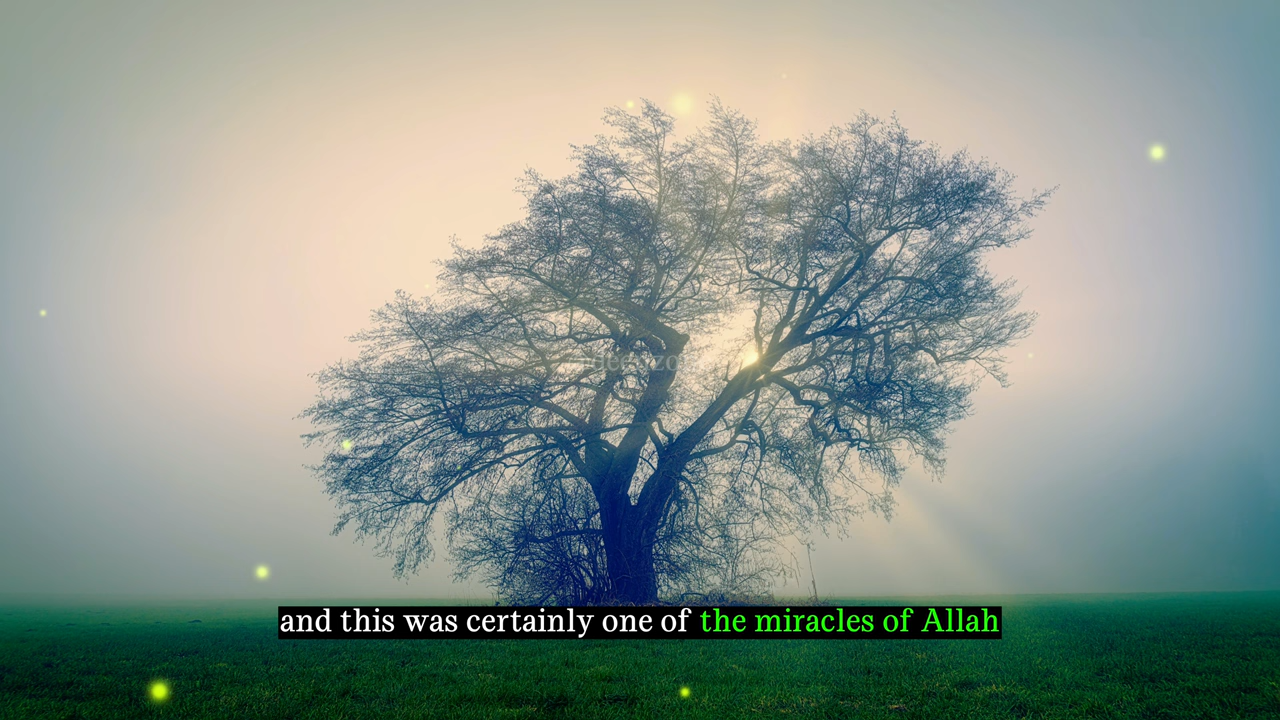 and this was certainly one of the miracles of Allah